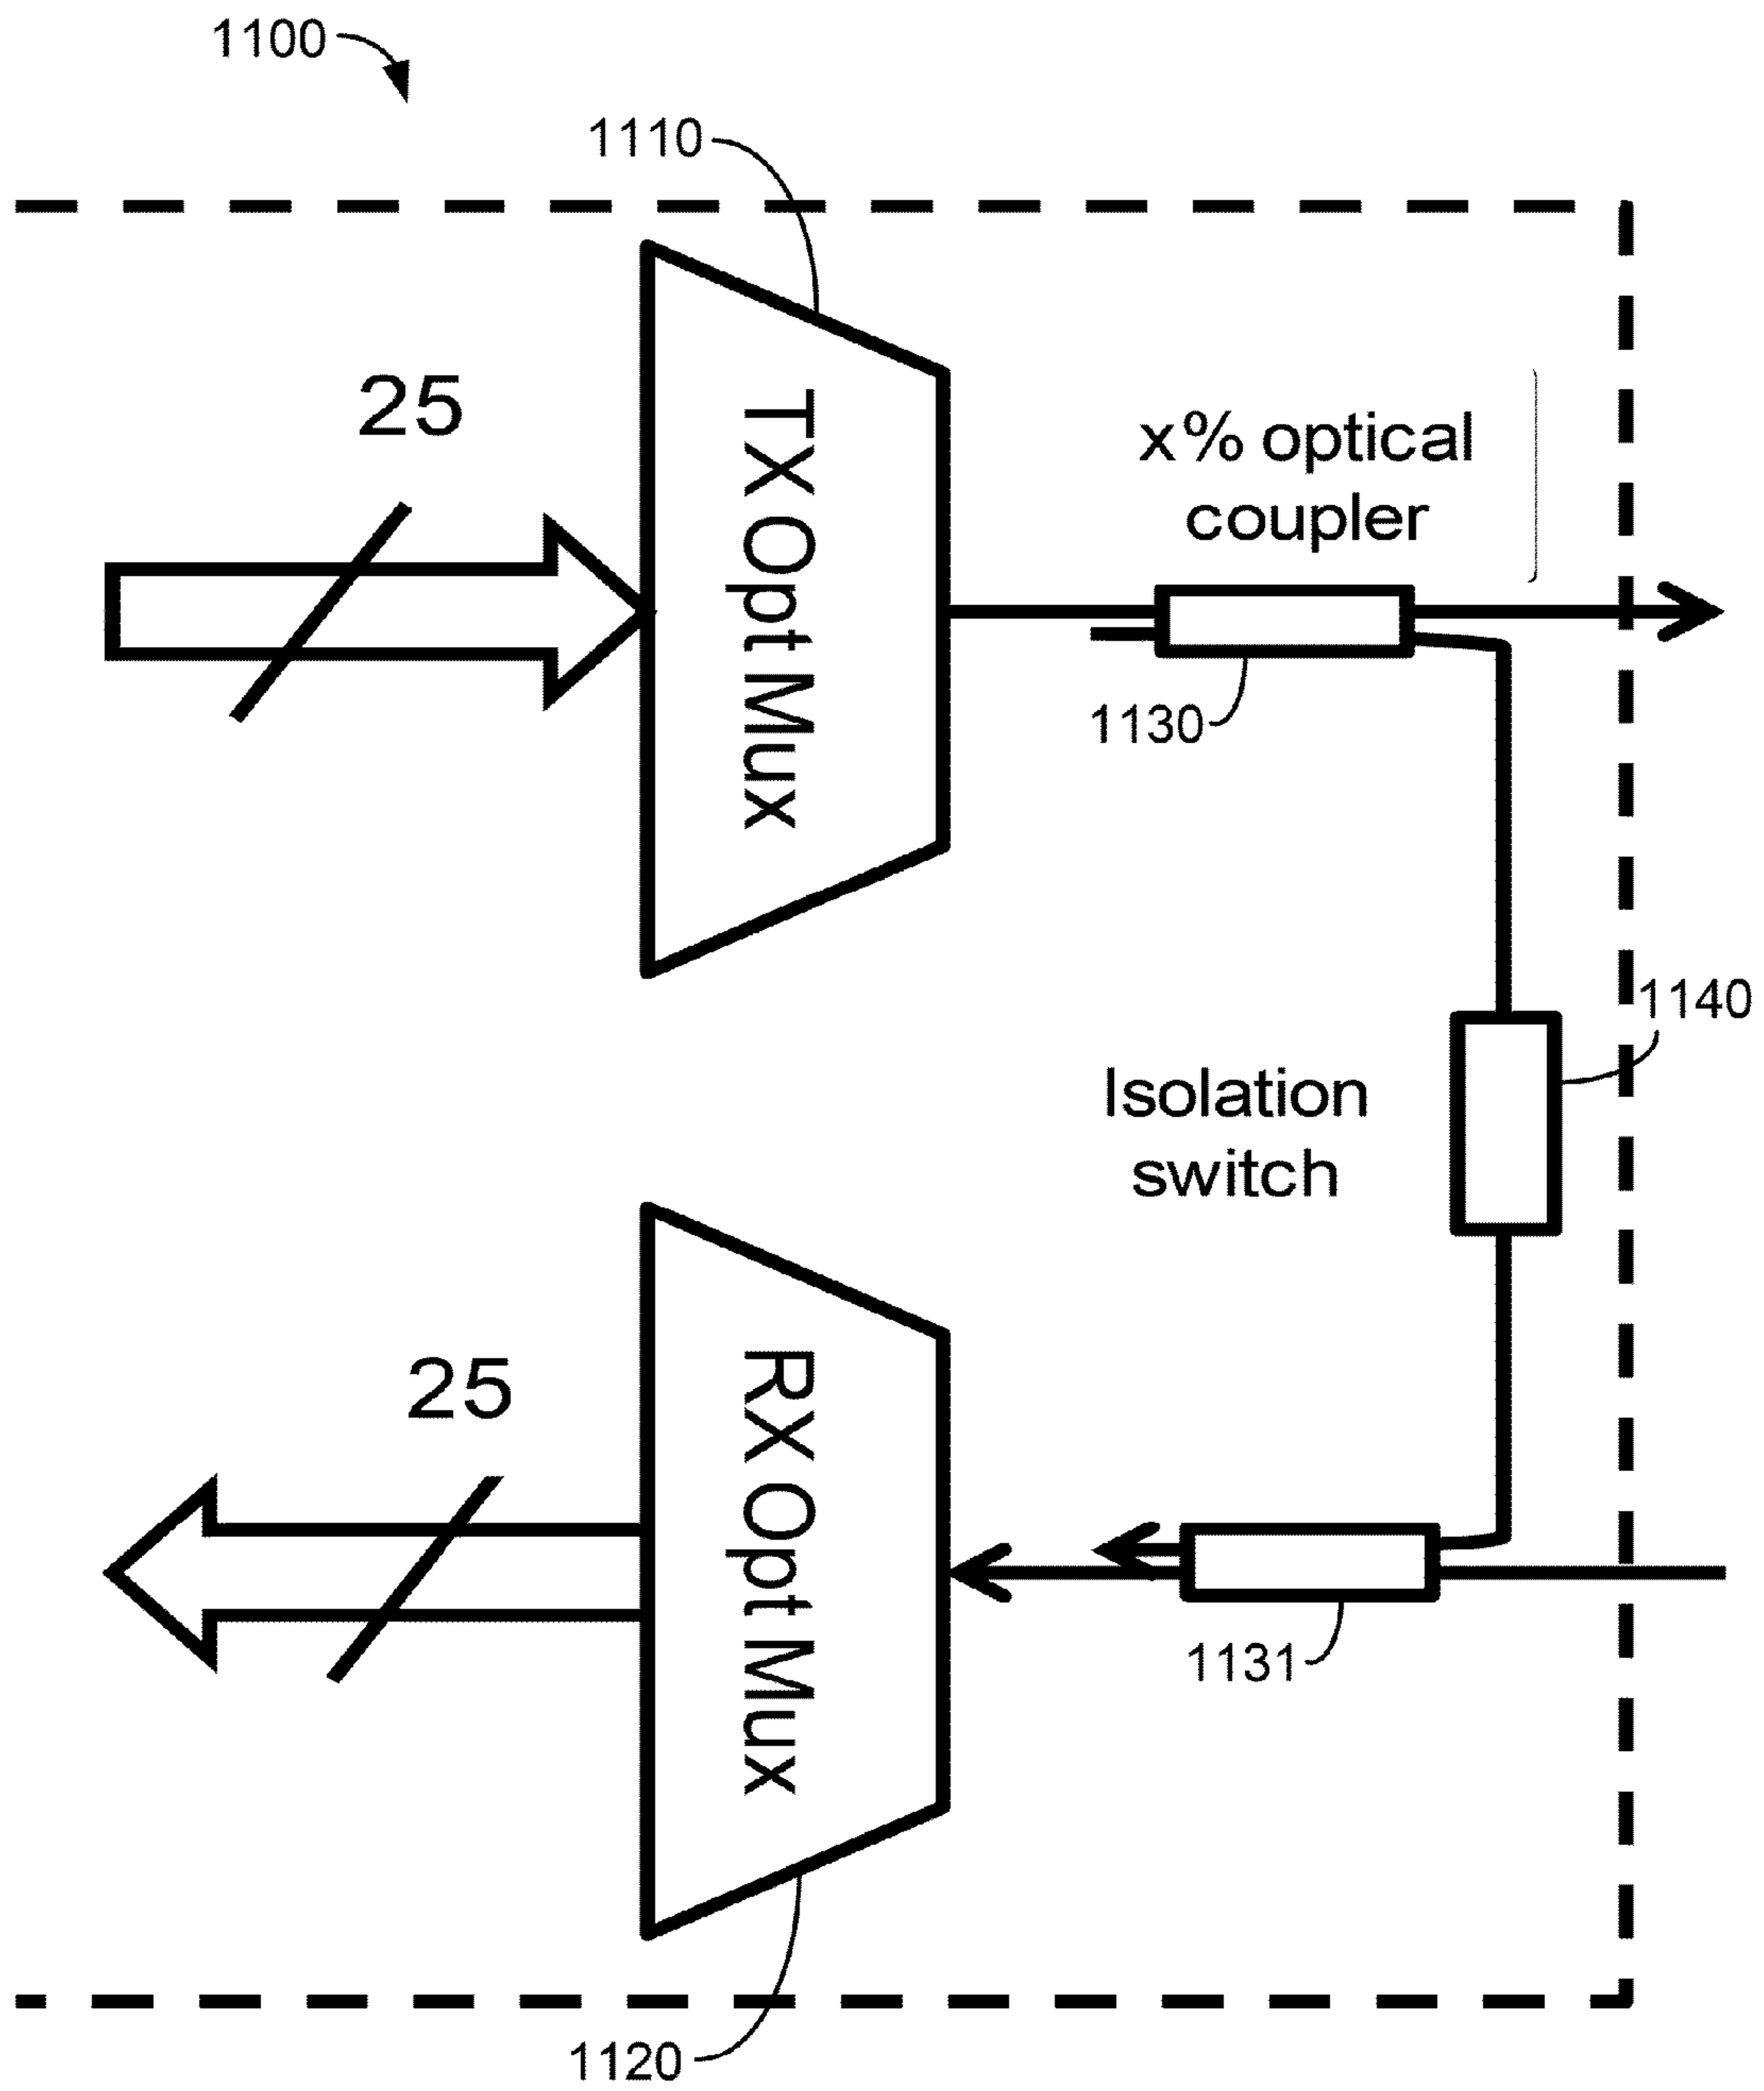 1100
1110
25
TX Opt Mux
x% optical
coupler
1130
1140
Isolation
switch
25
RX Opt Mux
1131
1120